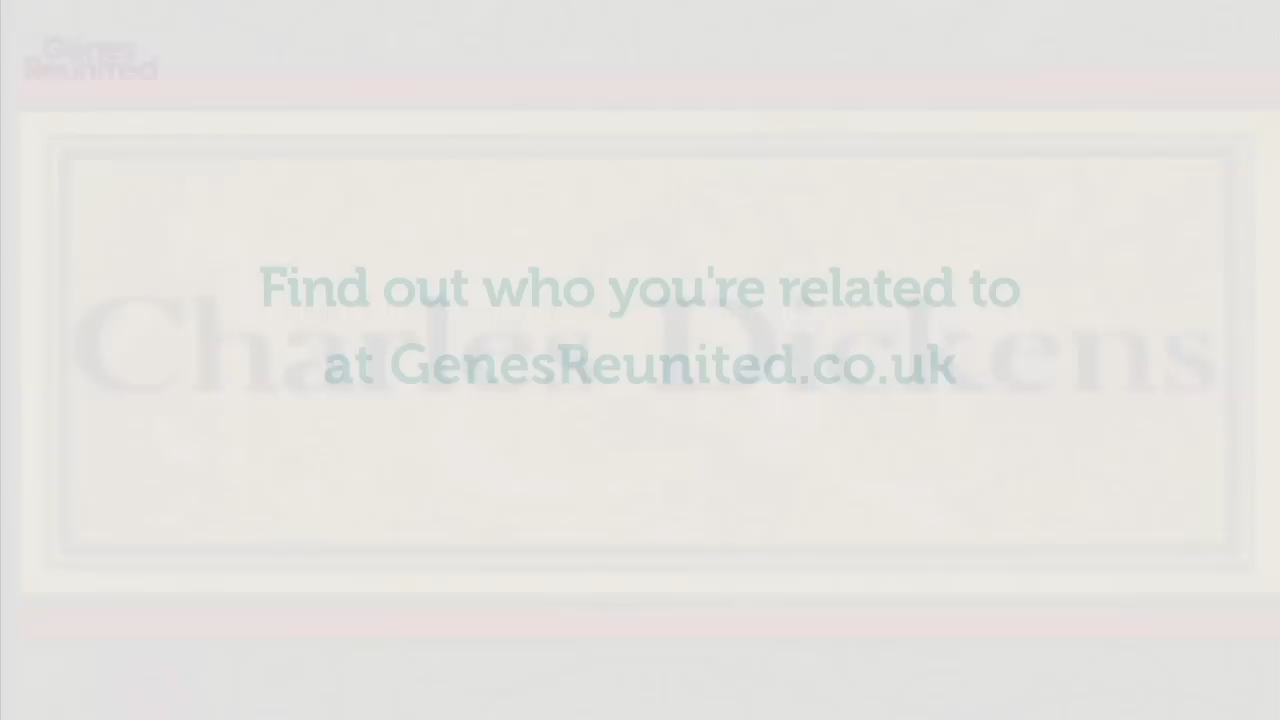 Genes
Reunited
Find out who you're related to
Charles Dickens
at GenesReunited.co.uk